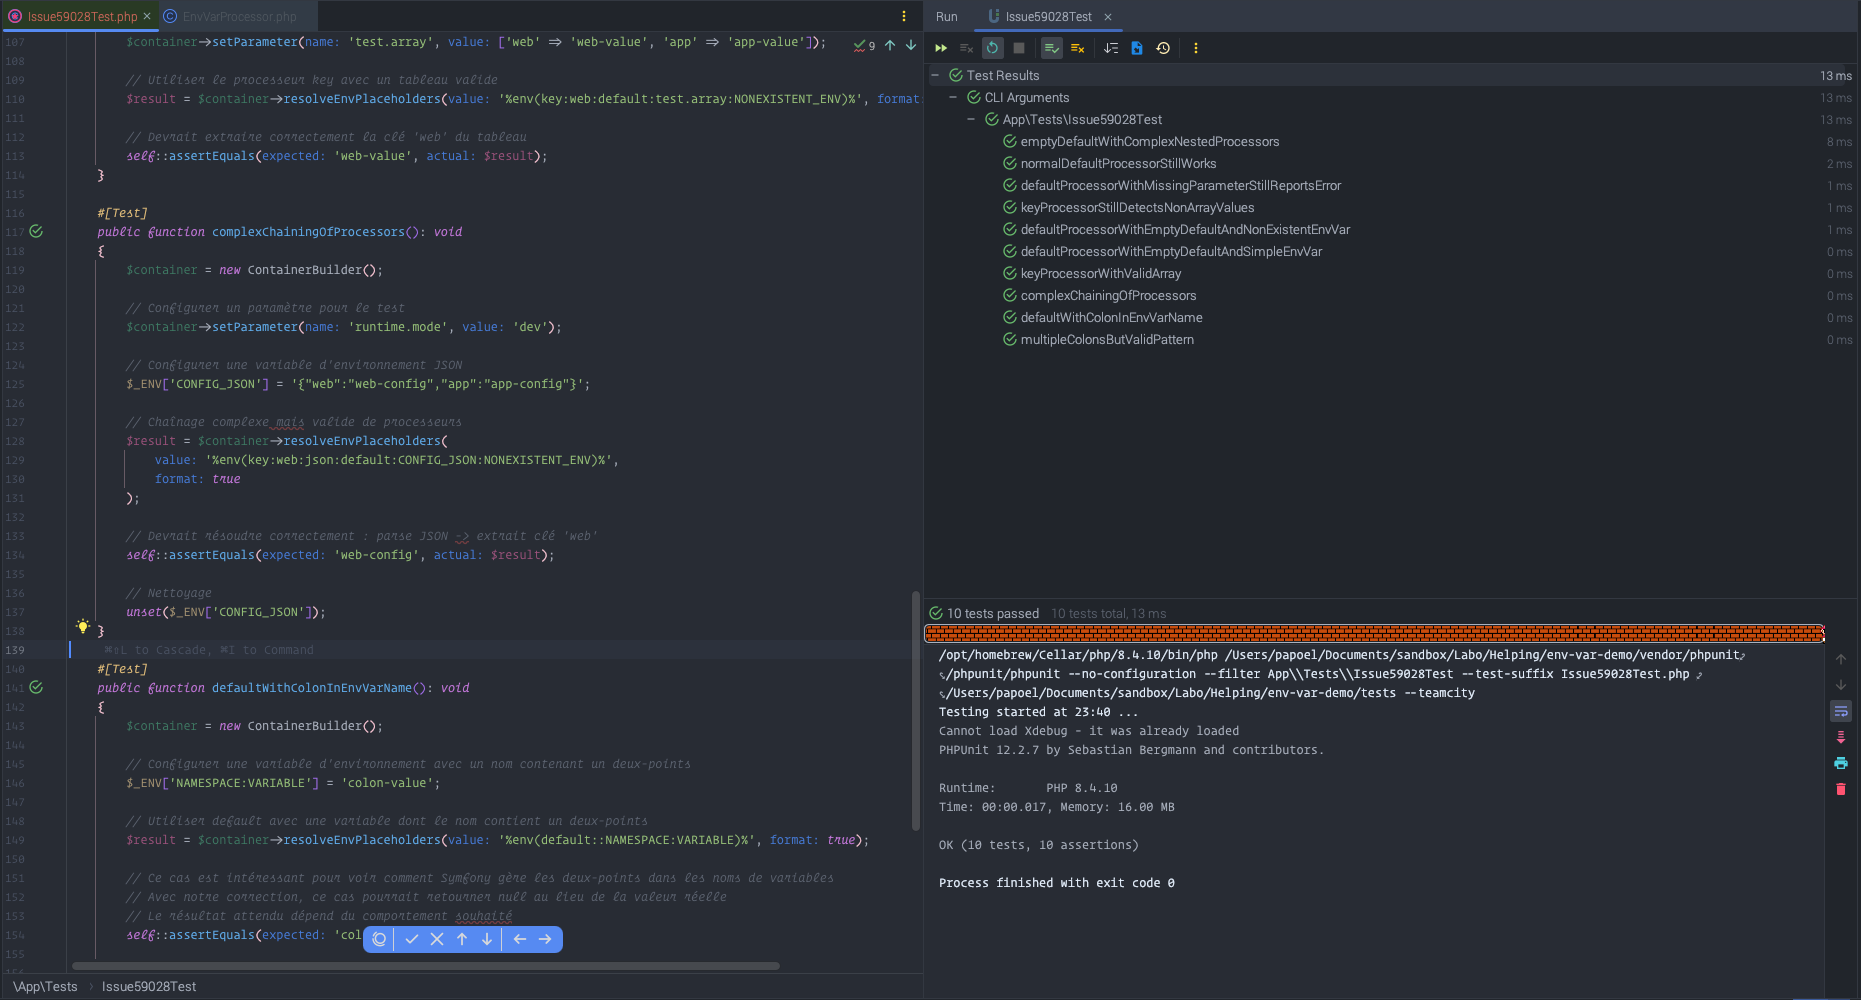 Issue59028Test.php
EnvVarProcessor.php
107 $container->setParameter(name: 'test.array', value: ['web' => 'web-value', 'app' => 'app-value']);
9
108
109 // Utiliser le processeur key avec un tableau valide
110 $result = $container->resolveEnvPlaceholders(value: '%env(key:web:default:test.array:NONEXISTENT_ENV)%', format:
111
112 // Devrait extraire correctement la clé 'web' du tableau
113 self::assertEquals(expected: 'web-value', actual: $result);
114 }
115
116 #[Test]
117 public function complexChainingOfProcessors(): void
118 {
119 $container = new ContainerBuilder();
120
121 // Configurer un paramètre pour le test
122 $container->setParameter(name: 'runtime.mode', value: 'dev');
123
124 // Configurer une variable d'environnement JSON
125 $_ENV['CONFIG_JSON'] = '{"web":"web-config","app":"app-config"}';
126
127 // Chaînage complexe mais valide de processeurs
128 $result = $container->resolveEnvPlaceholders(
129 value: '%env(key:web:json:default:CONFIG_JSON:NONEXISTENT_ENV)%',
130 format: true
131 );
132
133 // Devrait résoudre correctement : parse JSON -> extrait clé 'web'
134 self::assertEquals(expected: 'web-config', actual: $result);
135
136 // Nettoyage
137 unset($_ENV['CONFIG_JSON']);
138 }
139 ⌘⇧L to Cascade, ⌘I to Command
140 #[Test]
141 public function defaultWithColonInEnvVarName(): void
142 {
143 $container = new ContainerBuilder();
144
145 // Configurer une variable d'environnement avec un nom contenant un deux-points
146 $_ENV['NAMESPACE:VARIABLE'] = 'colon-value';
147
148 // Utiliser default avec une variable dont le nom contient un deux-points
149 $result = $container->resolveEnvPlaceholders(value: '%env(default::NAMESPACE:VARIABLE)%', format: true);
150
151 // Ce cas est intéressant pour voir comment Symfony gère les deux-points dans les noms de variables
152 // Avec notre correction, ce cas pourrait retourner null au lieu de la valeur réelle
153 // Le résultat attendu dépend du comportement souhaité
154 self::assertEquals(expected: 'col
155
\App\Tests › Issue59028Test
Run
Issue59028Test
Test Results 13 ms
CLI Arguments 13 ms
App\Tests\Issue59028Test 13 ms
emptyDefaultWithComplexNestedProcessors 8 ms
normalDefaultProcessorStillWorks 2 ms
defaultProcessorWithMissingParameterStillReportsError 1 ms
keyProcessorStillDetectsNonArrayValues 1 ms
defaultProcessorWithEmptyDefaultAndNonExistentEnvVar 1 ms
defaultProcessorWithEmptyDefaultAndSimpleEnvVar 0 ms
keyProcessorWithValidArray 0 ms
complexChainingOfProcessors 0 ms
defaultWithColonInEnvVarName 0 ms
multipleColonsButValidPattern 0 ms
10 tests passed 10 tests total, 13 ms
/opt/homebrew/Cellar/php/8.4.10/bin/php /Users/papoel/Documents/sandbox/Labo/Helping/env-var-demo/vendor/phpunit
/phpunit/phpunit --no-configuration --filter App\\Tests\\Issue59028Test --test-suffix Issue59028Test.php
/Users/papoel/Documents/sandbox/Labo/Helping/env-var-demo/tests --teamcity
Testing started at 23:40 ...
Cannot load Xdebug - it was already loaded
PHPUnit 12.2.7 by Sebastian Bergmann and contributors.
Runtime: PHP 8.4.10
Time: 00:00.017, Memory: 16.00 MB
OK (10 tests, 10 assertions)
Process finished with exit code 0